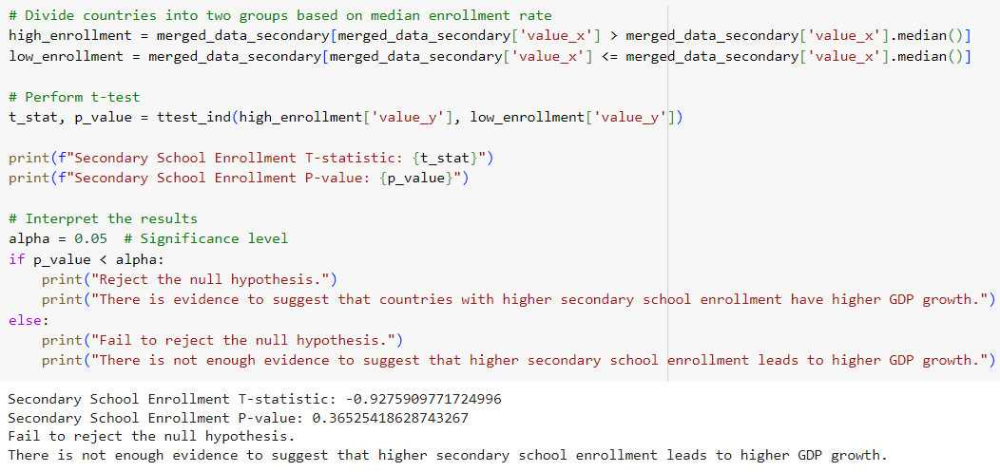 # Divide countries into two groups based on median enrollment rate
high_enrollment = merged_data_secondary[merged_data_secondary['value_x'] > merged_data_secondary['value_x'].median()]
low_enrollment = merged_data_secondary[merged_data_secondary['value_x'] <= merged_data_secondary['value_x'].median()]
# Perform t-test
t_stat, p_value = ttest_ind(high_enrollment['value_y'], low_enrollment['value_y'])
print(f"Secondary School Enrollment T-statistic: {t_stat}")
print(f"Secondary School Enrollment P-value: {p_value}")
# Interpret the results
alpha = 0.05  # Significance level
if p_value < alpha:
    print("Reject the null hypothesis.")
    print("There is evidence to suggest that countries with higher secondary school enrollment have higher GDP growth.")
else:
    print("Fail to reject the null hypothesis.")
    print("There is not enough evidence to suggest that higher secondary school enrollment leads to higher GDP growth.")
Secondary School Enrollment T-statistic: -0.9275909771724996
Secondary School Enrollment P-value: 0.36525418628743267
Fail to reject the null hypothesis.
There is not enough evidence to suggest that higher secondary school enrollment leads to higher GDP growth.